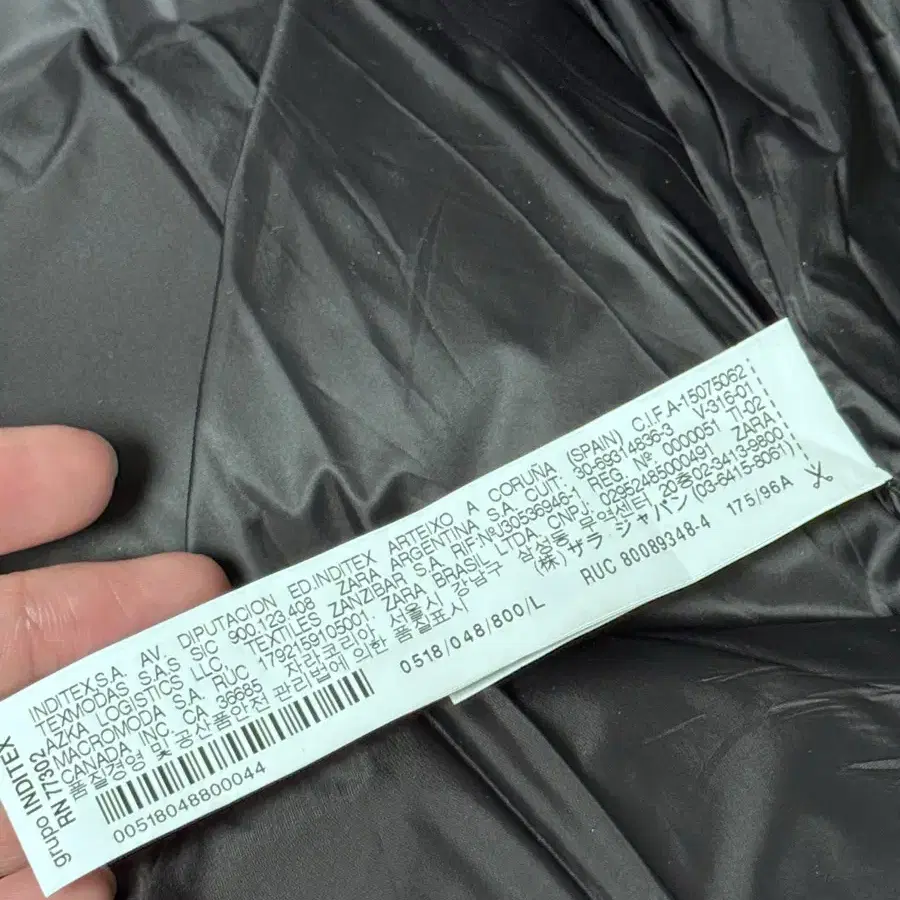 grupo INDITEX
RN 77302
INDITEX,S.A. AV. DIPUTACION ED.INDITEX ARTEIXO A CORUÑA (SPAIN) C.I.F.A-15075062
TEXMODAS S.A.S SIC 900.123.408 ZARA ARGENTINA S.A. CUIT: 30-69314836-3 V-316-01
AZKA LOGISTICS LLC. TEXTILES ZANZIBAR S.A. RIF:NºJ30536946-1 REG Nº 0000051 TI-02
MACROMODA S.A RUC 1792159105001. ZARA BRASIL LTDA, CNPJ: 02952485000491 ZARA
CANADA INC. CA 36685 자라코리아 서울시 강남구 삼성동 무역센터 20층02-3413-9800
품질경영 및 공산품안전 관리법에 의한 품질표시 (株) ザラ ジャパン (03-6415-8061)
0518/048/800/L
RUC 80089348-4
175/96A
00518048800044